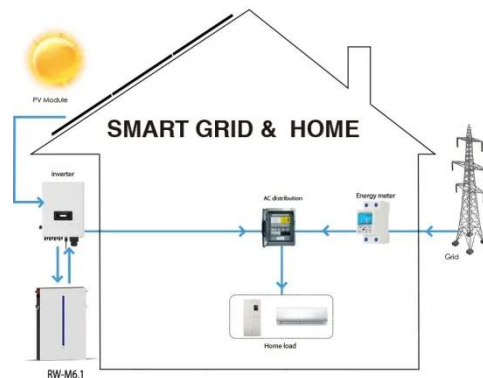 PV Module
SMART GRID & HOME
inverter
AC distribution
Energy meter
Grid
Home load
RW-M6.1